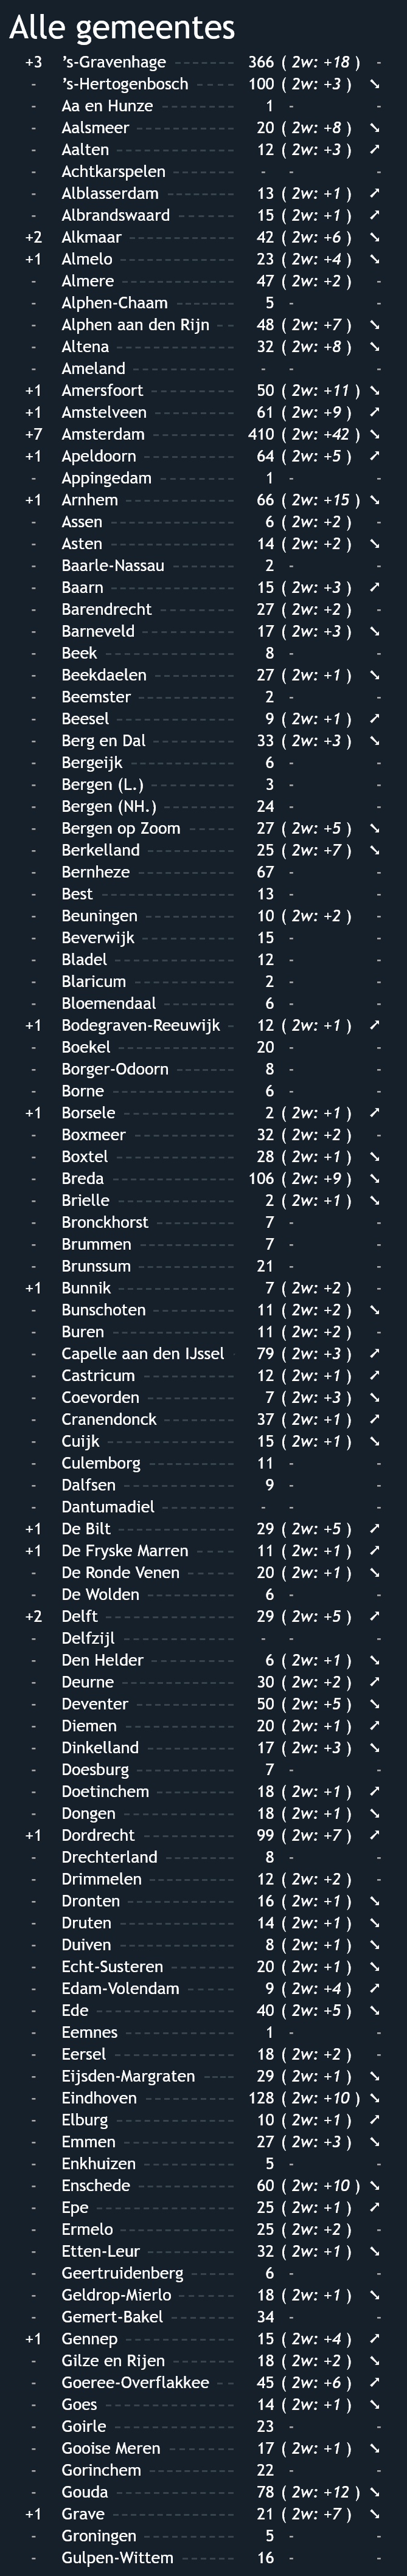 Alle gemeentes
+3 ’s-Gravenhage 366 ( 2w: +18 ) -
- ’s-Hertogenbosch 100 ( 2w: +3 ) ➘
- Aa en Hunze 1 - -
- Aalsmeer 20 ( 2w: +8 ) ➘
- Aalten 12 ( 2w: +3 ) ➚
- Achtkarspelen - - -
- Alblasserdam 13 ( 2w: +1 ) ➚
- Albrandswaard 15 ( 2w: +1 ) ➚
+2 Alkmaar 42 ( 2w: +6 ) ➘
+1 Almelo 23 ( 2w: +4 ) ➘
- Almere 47 ( 2w: +2 ) -
- Alphen-Chaam 5 - -
- Alphen aan den Rijn 48 ( 2w: +7 ) ➘
- Altena 32 ( 2w: +8 ) ➘
- Ameland - - -
+1 Amersfoort 50 ( 2w: +11 ) ➘
+1 Amstelveen 61 ( 2w: +9 ) ➚
+7 Amsterdam 410 ( 2w: +42 ) ➘
+1 Apeldoorn 64 ( 2w: +5 ) ➚
- Appingedam 1 - -
+1 Arnhem 66 ( 2w: +15 ) ➘
- Assen 6 ( 2w: +2 ) -
- Asten 14 ( 2w: +2 ) ➘
- Baarle-Nassau 2 - -
- Baarn 15 ( 2w: +3 ) ➚
- Barendrecht 27 ( 2w: +2 ) -
- Barneveld 17 ( 2w: +3 ) ➘
- Beek 8 - -
- Beekdaelen 27 ( 2w: +1 ) ➘
- Beemster 2 - -
- Beesel 9 ( 2w: +1 ) ➚
- Berg en Dal 33 ( 2w: +3 ) ➘
- Bergeijk 6 - -
- Bergen (L.) 3 - -
- Bergen (NH.) 24 - -
- Bergen op Zoom 27 ( 2w: +5 ) ➘
- Berkelland 25 ( 2w: +7 ) ➘
- Bernheze 67 - -
- Best 13 - -
- Beuningen 10 ( 2w: +2 ) -
- Beverwijk 15 - -
- Bladel 12 - -
- Blaricum 2 - -
- Bloemendaal 6 - -
+1 Bodegraven-Reeuwijk 12 ( 2w: +1 ) ➚
- Boekel 20 - -
- Borger-Odoorn 8 - -
- Borne 6 - -
+1 Borsele 2 ( 2w: +1 ) ➚
- Boxmeer 32 ( 2w: +2 ) -
- Boxtel 28 ( 2w: +1 ) ➘
- Breda 106 ( 2w: +9 ) ➘
- Brielle 2 ( 2w: +1 ) ➘
- Bronckhorst 7 - -
- Brummen 7 - -
- Brunssum 21 - -
+1 Bunnik 7 ( 2w: +2 ) -
- Bunschoten 11 ( 2w: +2 ) ➘
- Buren 11 ( 2w: +2 ) -
- Capelle aan den IJssel 79 ( 2w: +3 ) ➚
- Castricum 12 ( 2w: +1 ) ➚
- Coevorden 7 ( 2w: +3 ) ➘
- Cranendonck 37 ( 2w: +1 ) ➚
- Cuijk 15 ( 2w: +1 ) ➘
- Culemborg 11 - -
- Dalfsen 9 - -
- Dantumadiel - - -
+1 De Bilt 29 ( 2w: +5 ) ➚
+1 De Fryske Marren 11 ( 2w: +1 ) ➚
- De Ronde Venen 20 ( 2w: +1 ) ➘
- De Wolden 6 - -
+2 Delft 29 ( 2w: +5 ) ➚
- Delfzijl - - -
- Den Helder 6 ( 2w: +1 ) ➘
- Deurne 30 ( 2w: +2 ) ➚
- Deventer 50 ( 2w: +5 ) ➘
- Diemen 20 ( 2w: +1 ) ➚
- Dinkelland 17 ( 2w: +3 ) ➘
- Doesburg 7 - -
- Doetinchem 18 ( 2w: +1 ) ➚
- Dongen 18 ( 2w: +1 ) ➘
+1 Dordrecht 99 ( 2w: +7 ) ➚
- Drechterland 8 - -
- Drimmelen 12 ( 2w: +2 ) -
- Dronten 16 ( 2w: +1 ) ➘
- Druten 14 ( 2w: +1 ) ➘
- Duiven 8 ( 2w: +1 ) ➘
- Echt-Susteren 20 ( 2w: +1 ) ➘
- Edam-Volendam 9 ( 2w: +4 ) ➚
- Ede 40 ( 2w: +5 ) ➘
- Eemnes 1 - -
- Eersel 18 ( 2w: +2 ) -
- Eijsden-Margraten 29 ( 2w: +1 ) ➘
- Eindhoven 128 ( 2w: +10 ) ➘
- Elburg 10 ( 2w: +1 ) ➚
- Emmen 27 ( 2w: +3 ) ➘
- Enkhuizen 5 - -
- Enschede 60 ( 2w: +10 ) ➘
- Epe 25 ( 2w: +1 ) ➚
- Ermelo 25 ( 2w: +2 ) -
- Etten-Leur 32 ( 2w: +1 ) ➘
- Geertruidenberg 6 - -
- Geldrop-Mierlo 18 ( 2w: +1 ) ➘
- Gemert-Bakel 34 - -
+1 Gennep 15 ( 2w: +4 ) ➚
- Gilze en Rijen 18 ( 2w: +2 ) ➘
- Goeree-Overflakkee 45 ( 2w: +6 ) ➚
- Goes 14 ( 2w: +1 ) ➘
- Goirle 23 - -
- Gooise Meren 17 ( 2w: +1 ) ➘
- Gorinchem 22 - -
- Gouda 78 ( 2w: +12 ) ➘
+1 Grave 21 ( 2w: +7 ) ➘
- Groningen 5 - -
- Gulpen-Wittem 16 - -